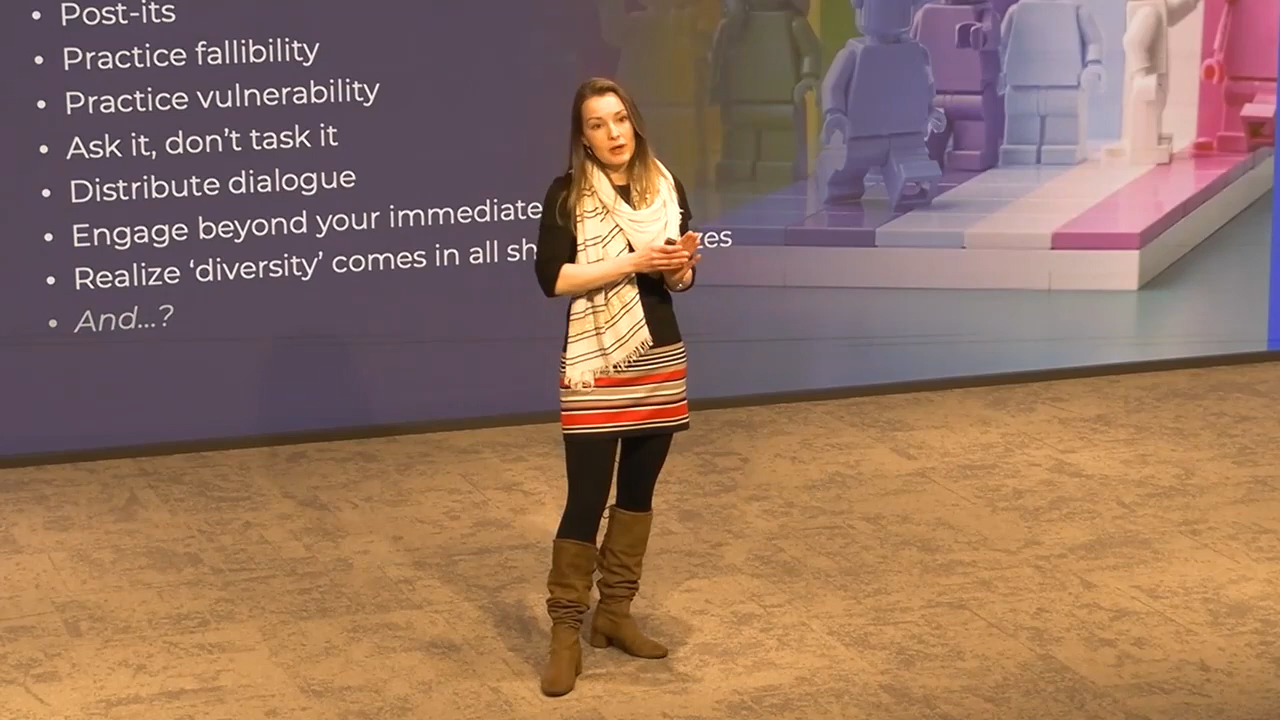 • Post-its
• Practice fallibility
• Practice vulnerability
• Ask it, don't task it
• Distribute dialogue
• Engage beyond your immediate
• Realize ‘diversity’ comes in all sh zes
• And...?